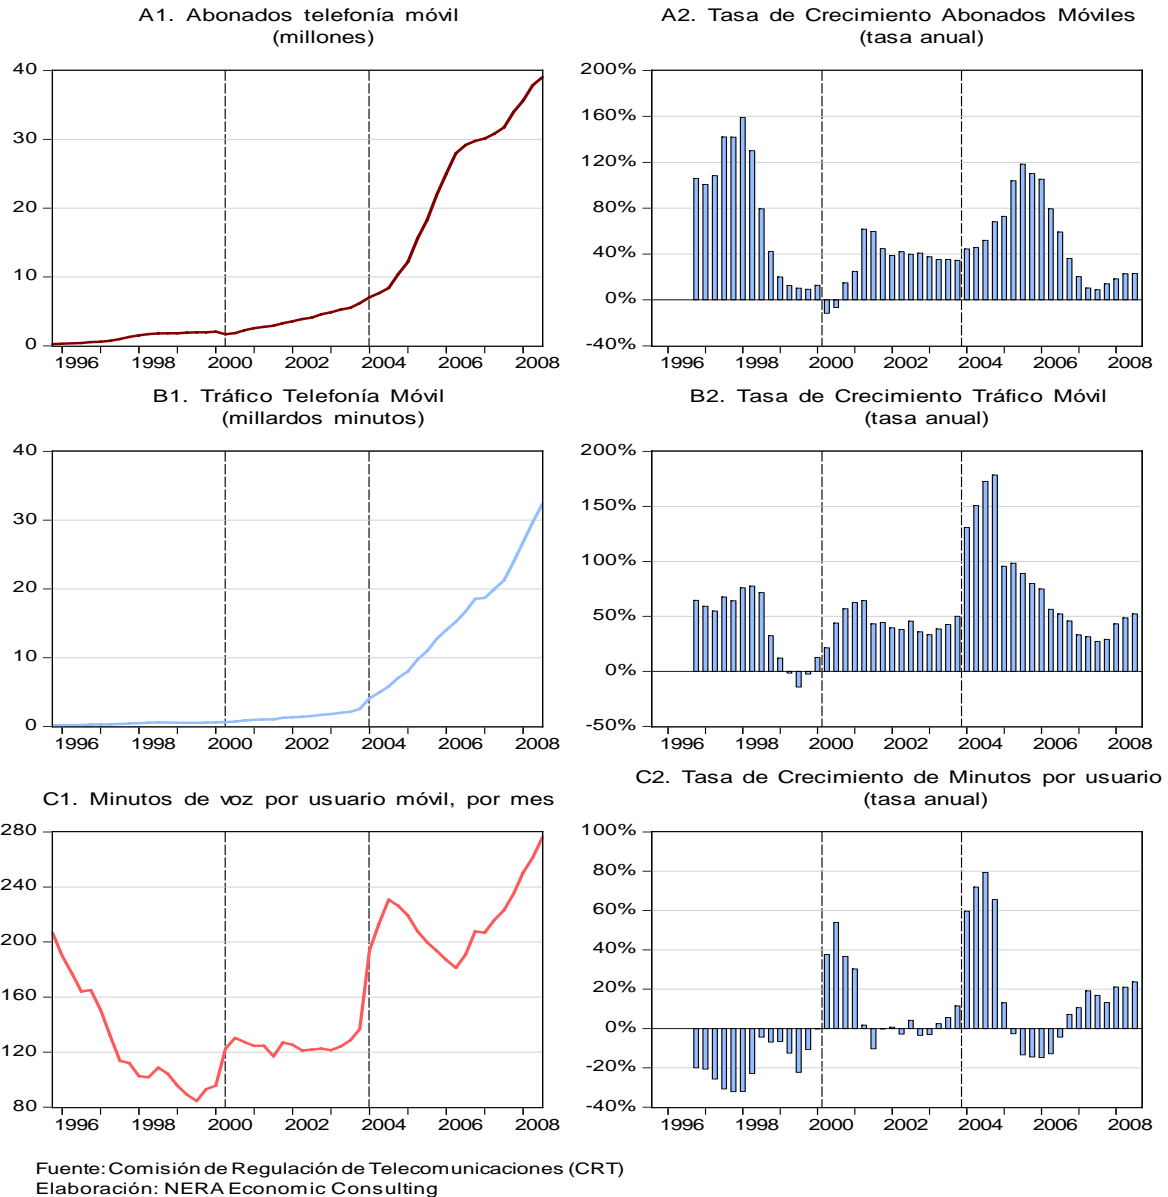 A1. Abonados telefonía móvil
(millones)
40
30
20
10
0
1996 1998 2000 2002 2004 2006 2008
A2. Tasa de Crecimiento Abonados Móviles
(tasa anual)
200%
160%
120%
80%
40%
0%
-40%
1996 1998 2000 2002 2004 2006 2008
B1. Tráfico Telefonía Móvil
(millardos minutos)
40
30
20
10
0
1996 1998 2000 2002 2004 2006 2008
B2. Tasa de Crecimiento Tráfico Móvil
(tasa anual)
200%
150%
100%
50%
0%
-50%
1996 1998 2000 2002 2004 2006 2008
C1. Minutos de voz por usuario móvil, por mes
280
240
200
160
120
80
1996 1998 2000 2002 2004 2006 2008
C2. Tasa de Crecimiento de Minutos por usuario
(tasa anual)
100%
80%
60%
40%
20%
0%
-20%
-40%
1996 1998 2000 2002 2004 2006 2008
Fuente: Comisión de Regulación de Telecomunicaciones (CRT)
Elaboración: NERA Economic Consulting